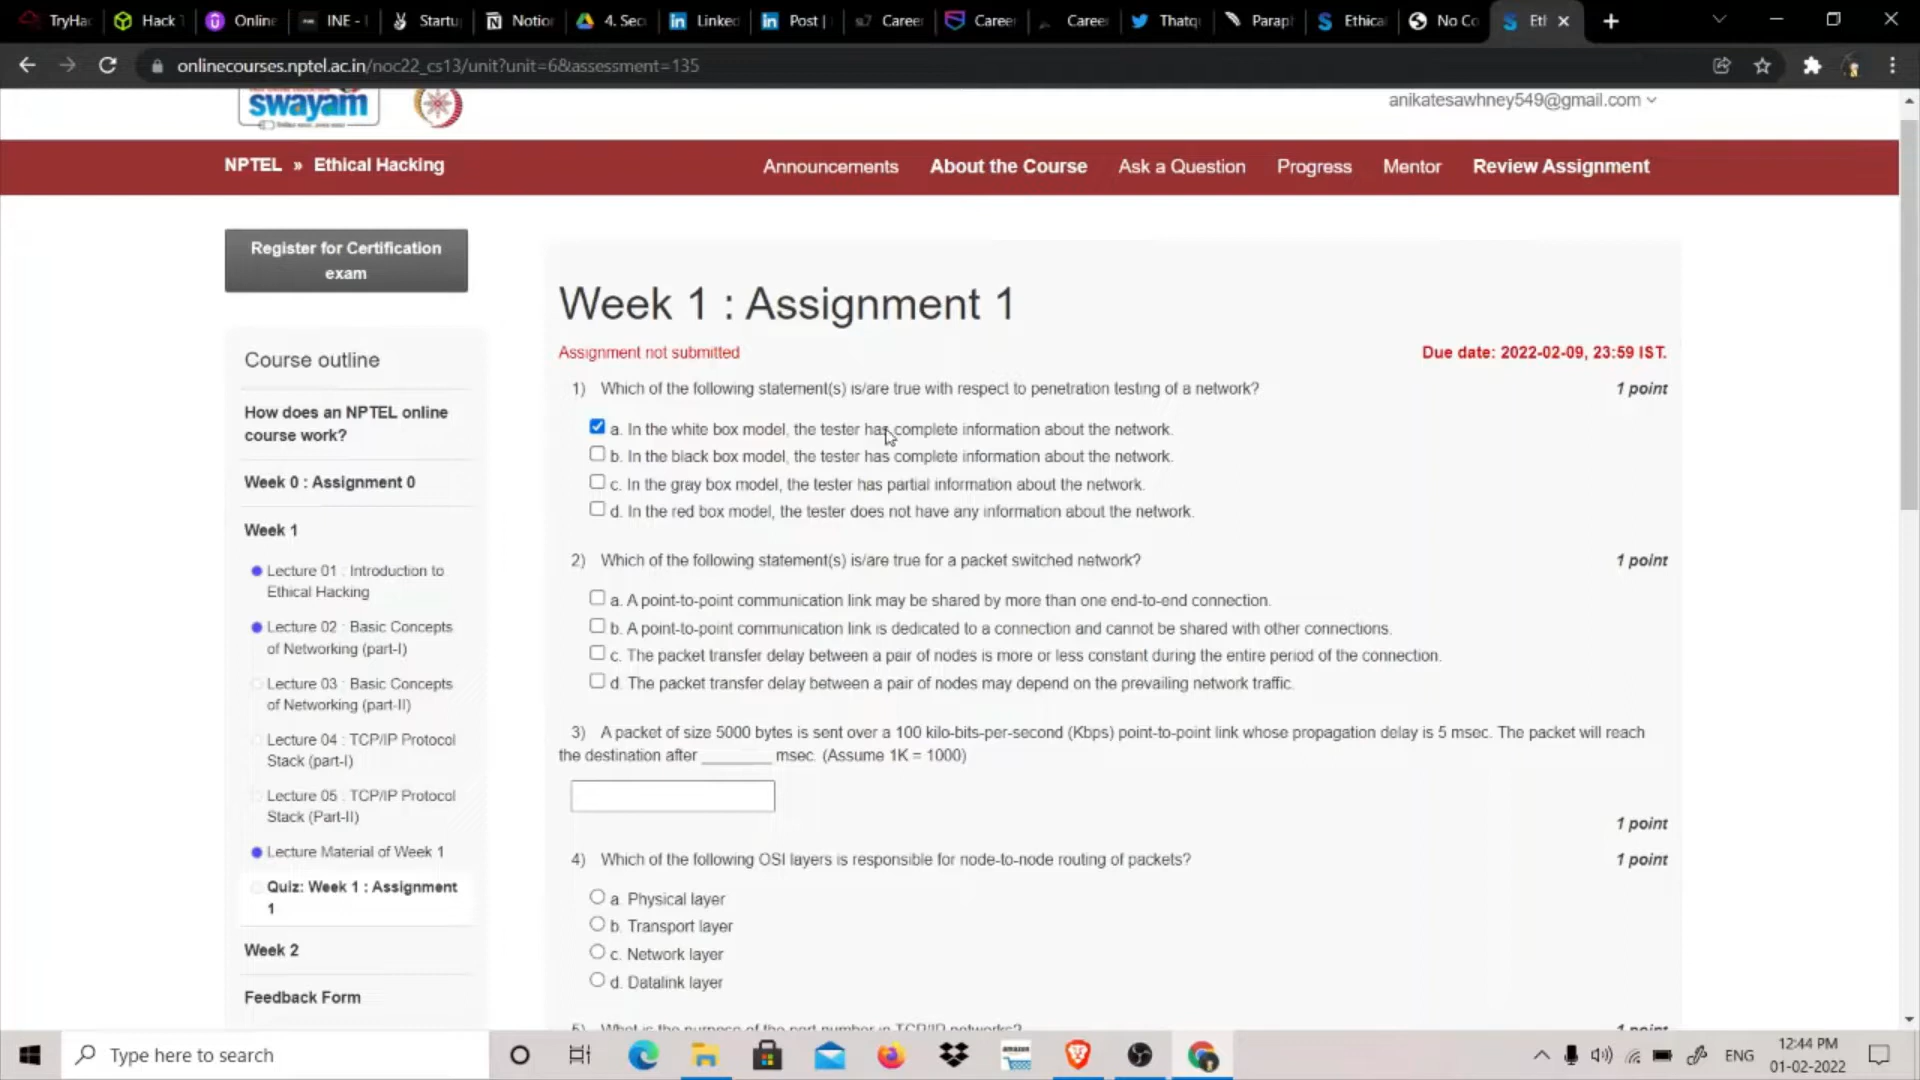 TryHac
Hack T
Online
INE - I
Startu
Notion
4. Sec
Linked
Post |
Career
Career
Career
Thatq
Paraph
Ethical
No Co
Eth
onlinecourses.nptel.ac.in/noc22_cs13/unit?unit=6&assessment=135
swayam
anikatesawhney549@gmail.com
NPTEL » Ethical Hacking
Announcements
About the Course
Ask a Question
Progress
Mentor
Review Assignment
Register for Certification
exam
Course outline
How does an NPTEL online
course work?
Week 0 : Assignment 0
Week 1
Lecture 01 : Introduction to
Ethical Hacking
Lecture 02 : Basic Concepts
of Networking (part-I)
Lecture 03 : Basic Concepts
of Networking (part-II)
Lecture 04 : TCP/IP Protocol
Stack (part-I)
Lecture 05 : TCP/IP Protocol
Stack (Part-II)
Lecture Material of Week 1
Quiz: Week 1 : Assignment
1
Week 2
Feedback Form
Week 1 : Assignment 1
Assignment not submitted
Due date: 2022-02-09, 23:59 IST.
1) Which of the following statement(s) is/are true with respect to penetration testing of a network?
1 point
a. In the white box model, the tester has complete information about the network.
b. In the black box model, the tester has complete information about the network.
c. In the gray box model, the tester has partial information about the network.
d. In the red box model, the tester does not have any information about the network.
2) Which of the following statement(s) is/are true for a packet switched network?
1 point
a. A point-to-point communication link may be shared by more than one end-to-end connection.
b. A point-to-point communication link is dedicated to a connection and cannot be shared with other connections.
c. The packet transfer delay between a pair of nodes is more or less constant during the entire period of the connection.
d. The packet transfer delay between a pair of nodes may depend on the prevailing network traffic.
3) A packet of size 5000 bytes is sent over a 100 kilo-bits-per-second (Kbps) point-to-point link whose propagation delay is 5 msec. The packet will reach
the destination after ________ msec. (Assume 1K = 1000)
1 point
4) Which of the following OSI layers is responsible for node-to-node routing of packets?
1 point
a. Physical layer
b. Transport layer
c. Network layer
d. Datalink layer
5) What is the purpose of the port number in TCP/IP networks?
1 point
Type here to search
amazon
ENG
12:44 PM
01-02-2022